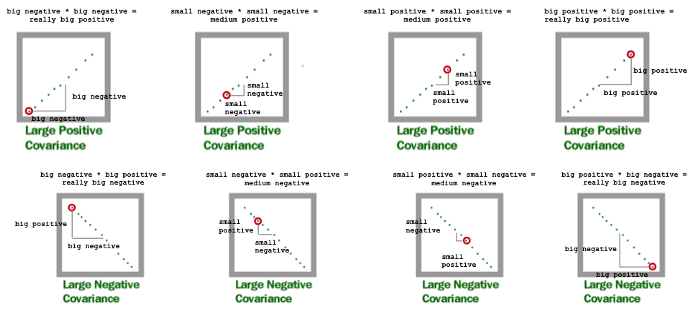 big negative * big negative =
really big positive
small negative * small negative =
medium positive
small positive * small positive =
medium positive
big positive * big positive =
really big positive
big negative
big negative
Large Positive
Covariance
small
negative
small
negative
Large Positive
Covariance
small
positive
small
positive
Large Positive
Covariance
big positive
big positive
Large Positive
Covariance
big negative * big positive =
really big negative
small negative * small positive =
medium negative
small positive * small negative =
medium negative
big positive * big negative =
really big negative
big positive
big negative
Large Negative
Covariance
small
positive
small
negative
Large Negative
Covariance
small
negative
small
positive
Large Negative
Covariance
big negative
big positive
Large Negative
Covariance